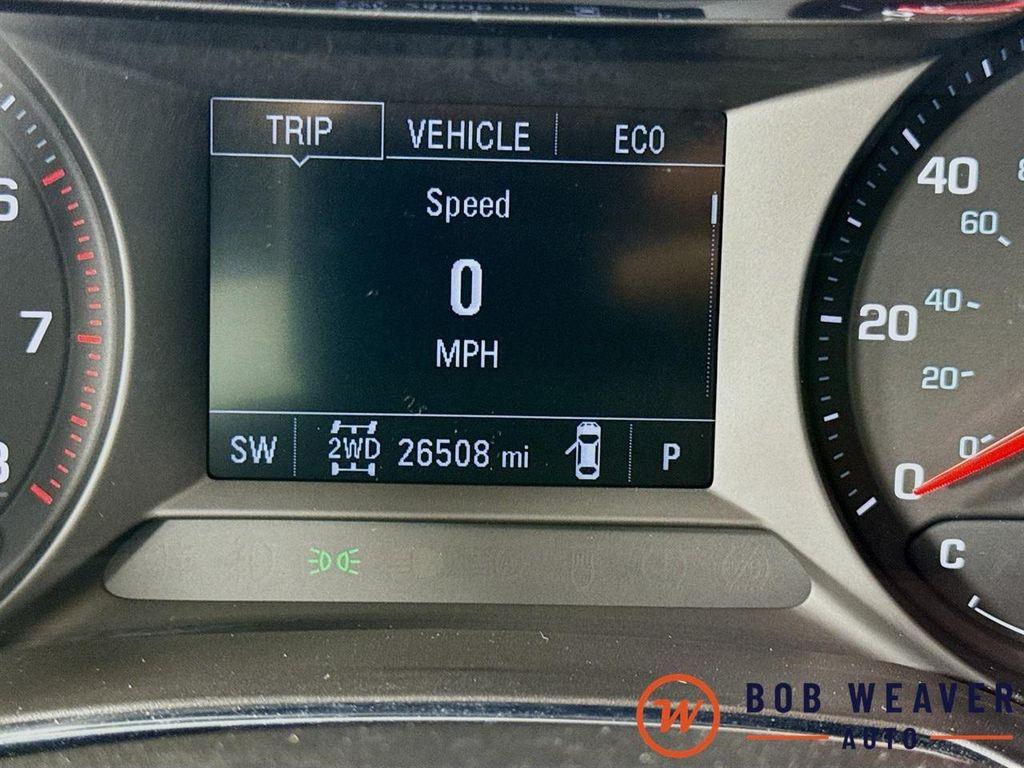 TRIP VEHICLE ECO
Speed
0
MPH
SW 2WD 26508 mi P
6
7
8
40
60
20
40
20
0
0
C
W
BOB WEAVER
AUTO